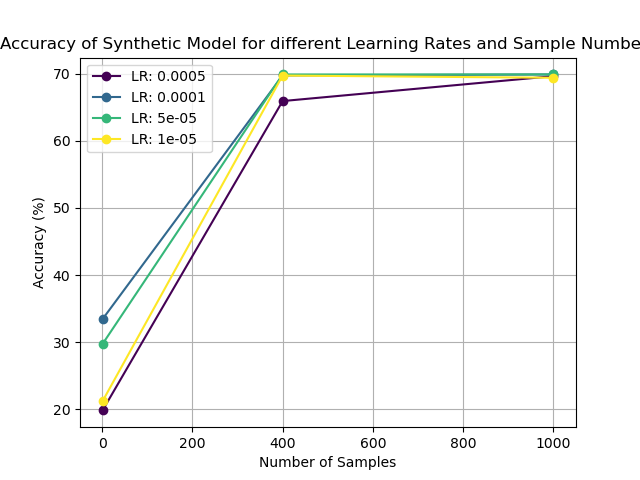 Accuracy of Synthetic Model for different Learning Rates and Sample Numbe
LR: 0.0005
LR: 0.0001
LR: 5e-05
LR: 1e-05
70
60
50
40
30
20
Accuracy (%)
0 200 400 600 800 1000
Number of Samples